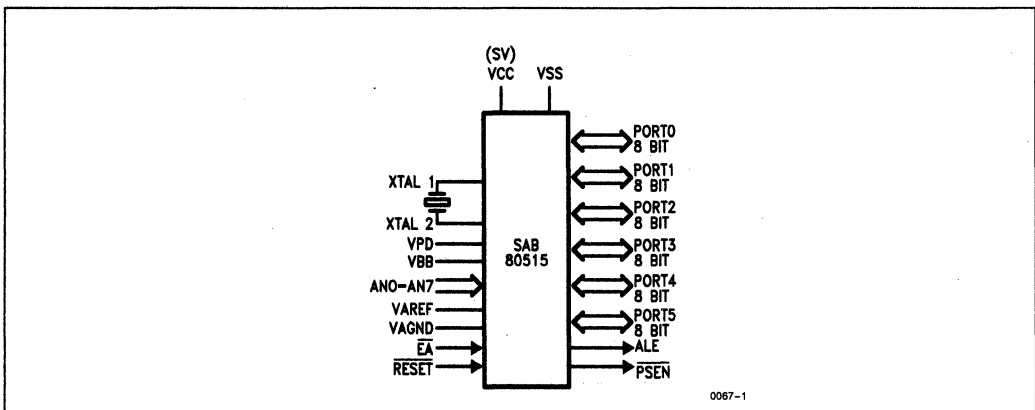 (SV)
VCC VSS
XTAL 1
XTAL 2
VPD
VBB
ANO-AN7
VAREF
VAGND
EA
RESET
SAB
80515
PORT0
8 BIT
PORT1
8 BIT
PORT2
8 BIT
PORT3
8 BIT
PORT4
8 BIT
PORT5
8 BIT
ALE
PSEN
0067-1